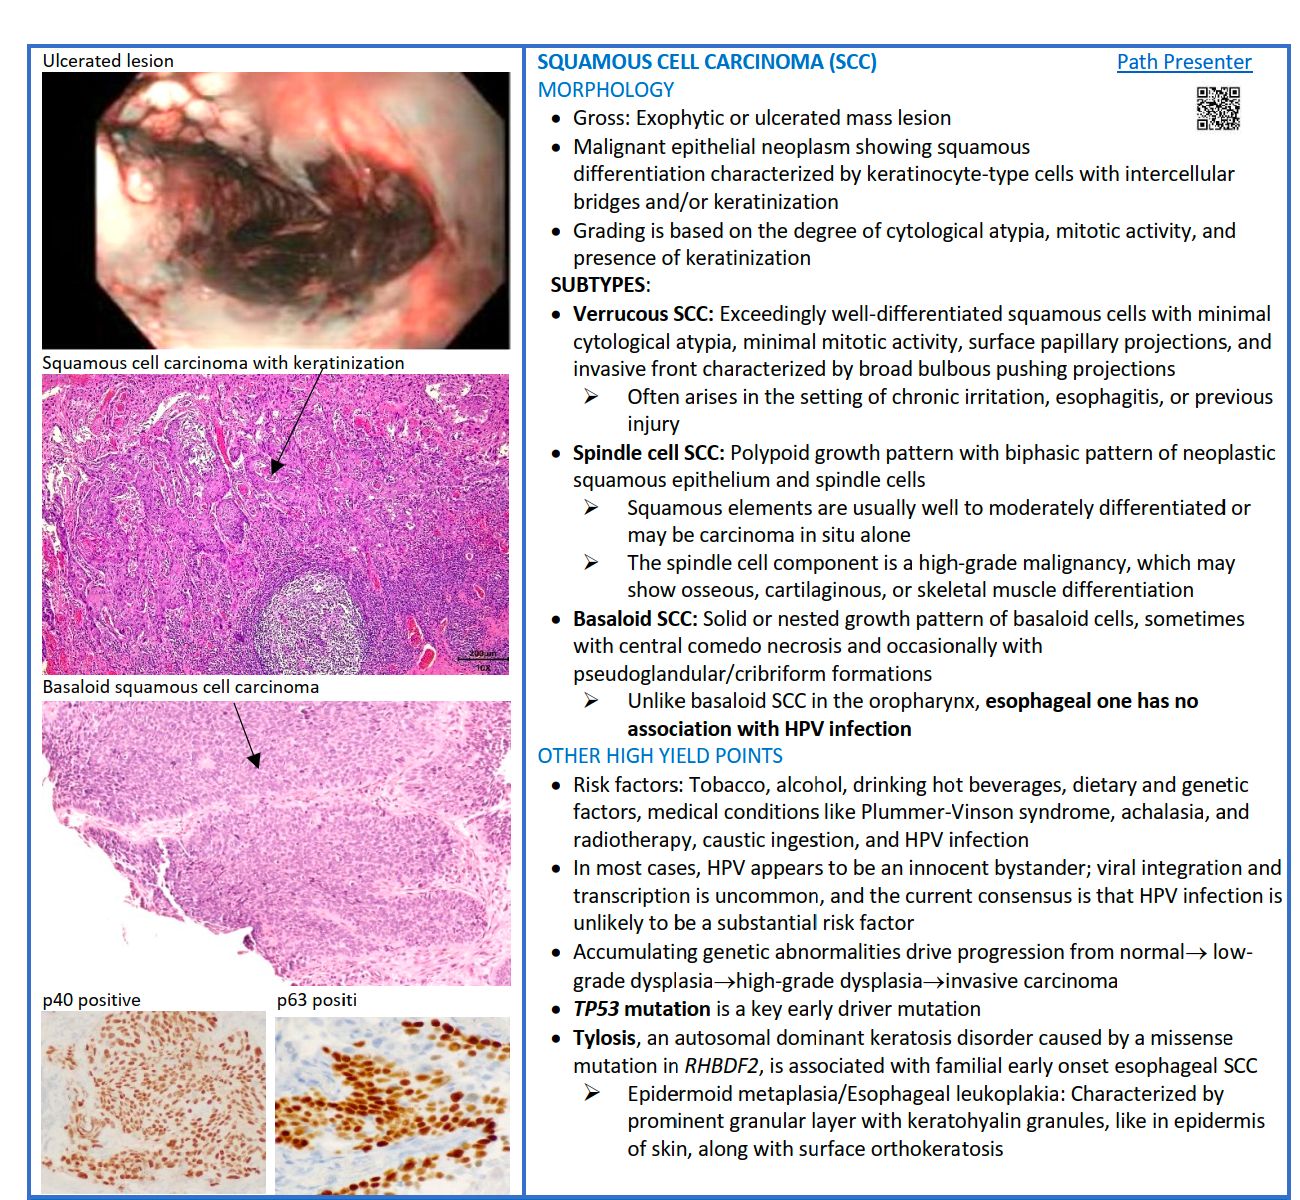 Ulcerated lesion
Squamous cell carcinoma with keratinization
200µm
10X
Basaloid squamous cell carcinoma
p40 positive
p63 positi
SQUAMOUS CELL CARCINOMA (SCC)
Path Presenter
MORPHOLOGY
• Gross: Exophytic or ulcerated mass lesion
• Malignant epithelial neoplasm showing squamous
differentiation characterized by keratinocyte-type cells with intercellular
bridges and/or keratinization
• Grading is based on the degree of cytological atypia, mitotic activity, and
presence of keratinization
SUBTYPES:
• Verrucous SCC: Exceedingly well-differentiated squamous cells with minimal
cytological atypia, minimal mitotic activity, surface papillary projections, and
invasive front characterized by broad bulbous pushing projections
➢ Often arises in the setting of chronic irritation, esophagitis, or previous
injury
• Spindle cell SCC: Polypoid growth pattern with biphasic pattern of neoplastic
squamous epithelium and spindle cells
➢ Squamous elements are usually well to moderately differentiated or
may be carcinoma in situ alone
➢ The spindle cell component is a high-grade malignancy, which may
show osseous, cartilaginous, or skeletal muscle differentiation
• Basaloid SCC: Solid or nested growth pattern of basaloid cells, sometimes
with central comedo necrosis and occasionally with
pseudoglandular/cribriform formations
➢ Unlike basaloid SCC in the oropharynx, esophageal one has no
association with HPV infection
OTHER HIGH YIELD POINTS
• Risk factors: Tobacco, alcohol, drinking hot beverages, dietary and genetic
factors, medical conditions like Plummer-Vinson syndrome, achalasia, and
radiotherapy, caustic ingestion, and HPV infection
• In most cases, HPV appears to be an innocent bystander; viral integration and
transcription is uncommon, and the current consensus is that HPV infection is
unlikely to be a substantial risk factor
• Accumulating genetic abnormalities drive progression from normal→ low-
grade dysplasia→high-grade dysplasia→invasive carcinoma
• TP53 mutation is a key early driver mutation
• Tylosis, an autosomal dominant keratosis disorder caused by a missense
mutation in RHBDF2, is associated with familial early onset esophageal SCC
➢ Epidermoid metaplasia/Esophageal leukoplakia: Characterized by
prominent granular layer with keratohyalin granules, like in epidermis
of skin, along with surface orthokeratosis